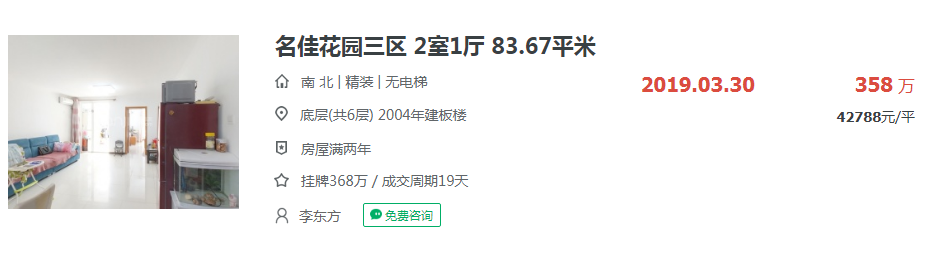 名佳花园三区 2室1厅 83.67平米
南 北 | 精装 | 无电梯
2019.03.30
358 万
底层(共6层) 2004年建板楼
42788元/平
房屋满两年
挂牌368万 / 成交周期19天
李东方
免费咨询